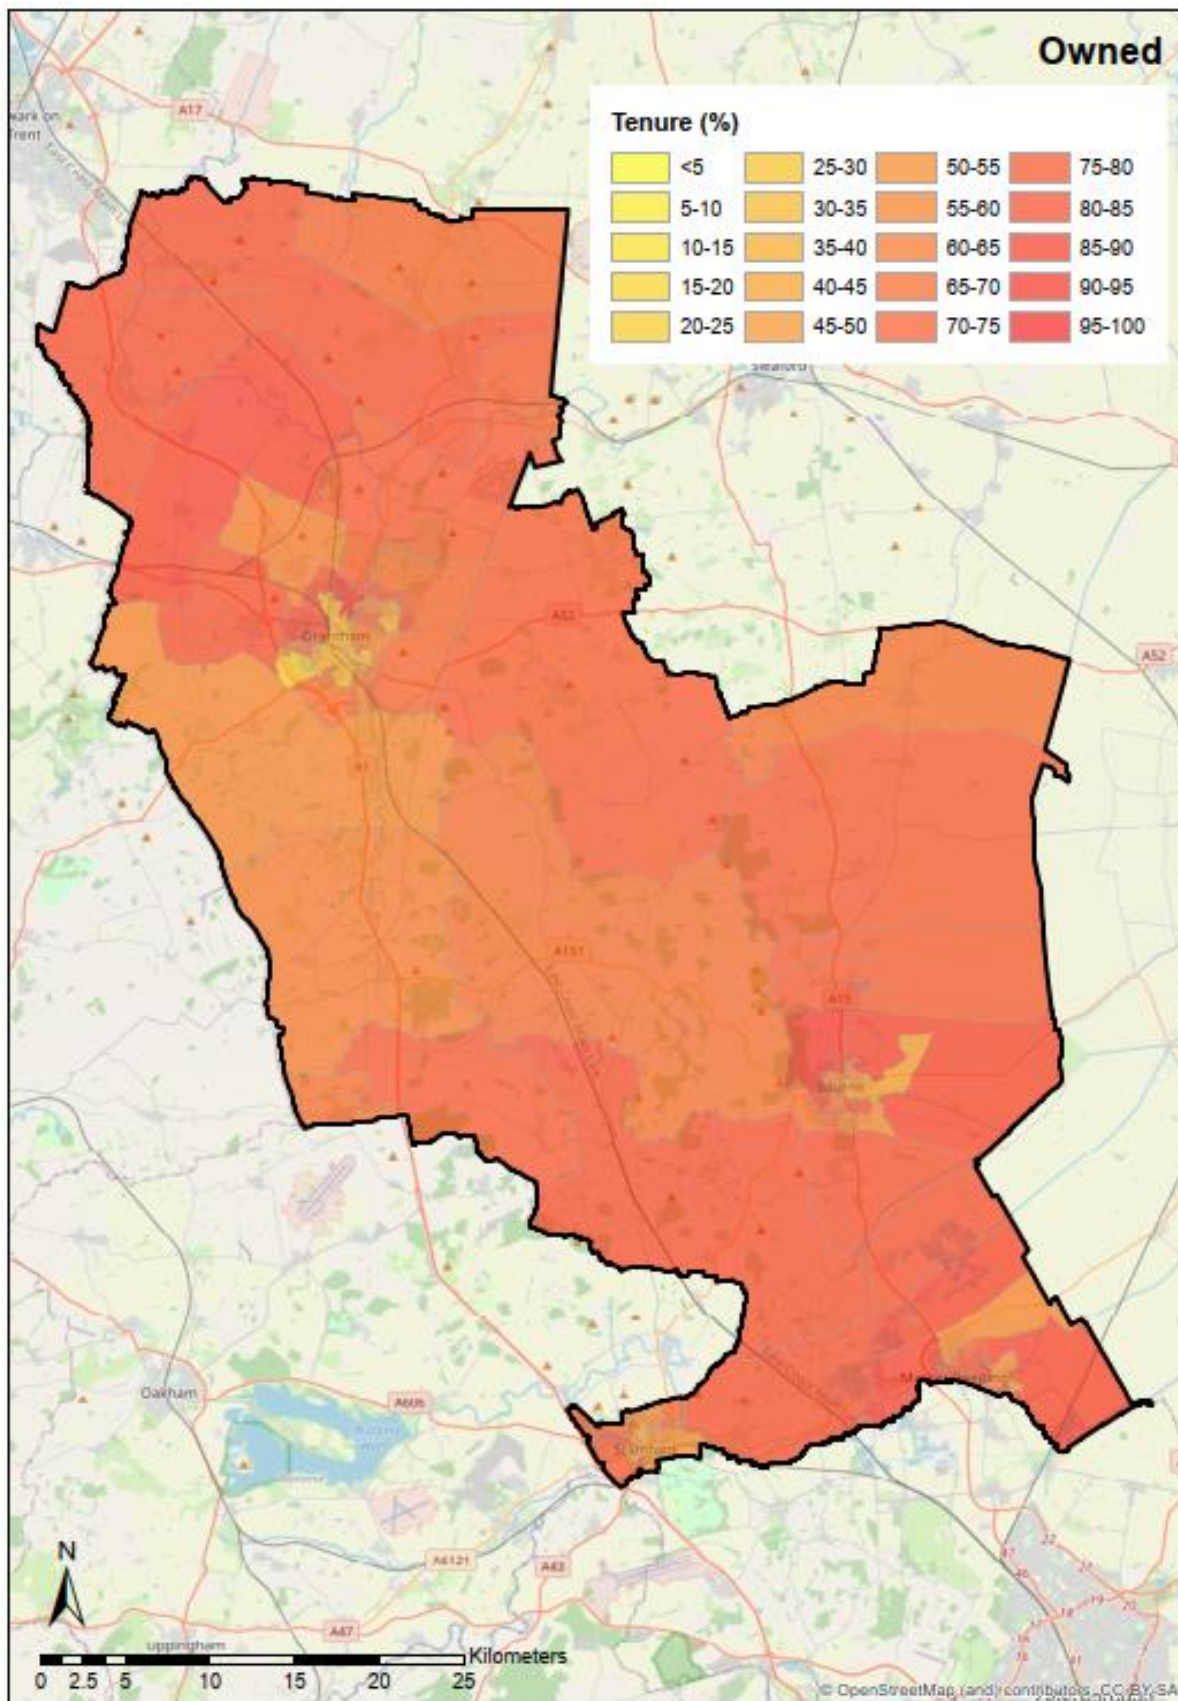 Owned
Tenure (%)
<5 25-30 50-55 75-80
5-10 30-35 55-60 80-85
10-15 35-40 60-65 85-90
15-20 40-45 65-70 90-95
20-25 45-50 70-75 95-100
A17
Trent
A52
Grantham
A52
A1
A151
A15
Oakham
A606
Stamford
A6121
A43
A47
uppingham
N
Kilometers
0 2.5 5 10 15 20 25
© OpenStreetMap (and) contributors, CC-BY-SA